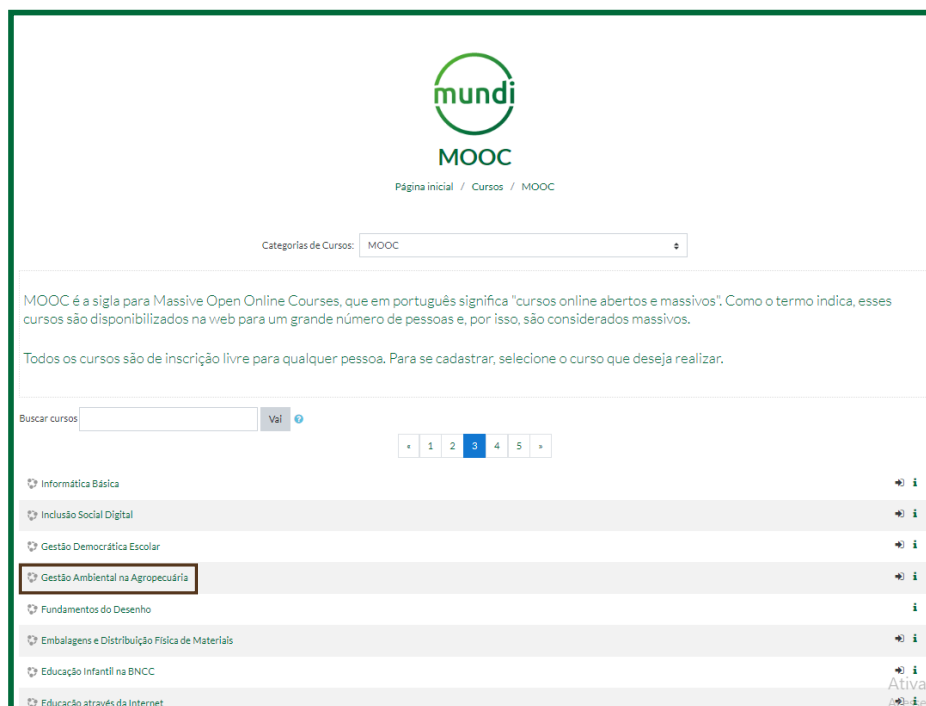 mundi
MOOC
Página inicial / Cursos / MOOC
Categorias de Cursos: MOOC
MOOC é a sigla para Massive Open Online Courses, que em português significa "cursos online abertos e massivos". Como o termo indica, esses
cursos são disponibilizados na web para um grande número de pessoas e, por isso, são considerados massivos.
Todos os cursos são de inscrição livre para qualquer pessoa. Para se cadastrar, selecione o curso que deseja realizar.
Buscar cursos Vai
« 1 2 3 4 5 »
Informática Básica
Inclusão Social Digital
Gestão Democrática Escolar
Gestão Ambiental na Agropecuária
Fundamentos do Desenho
Embalagens e Distribuição Física de Materiais
Educação Infantil na BNCC
Ativa
Educação através da Internet